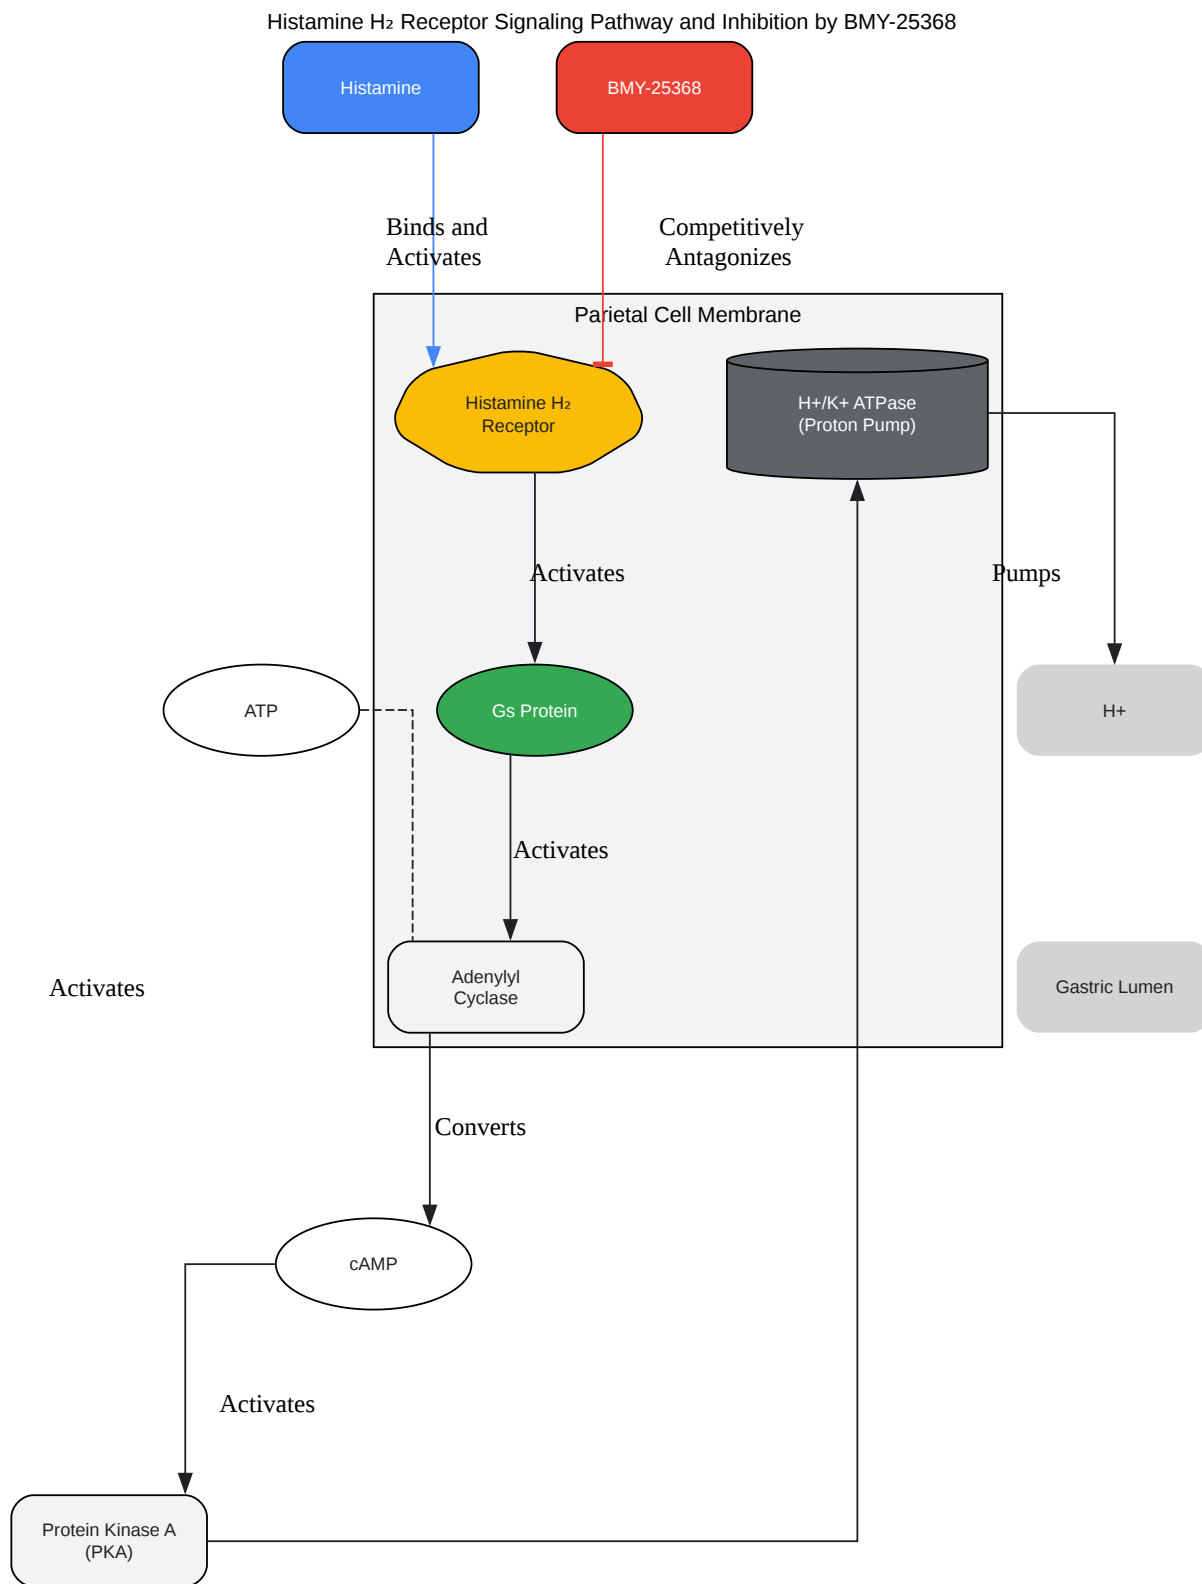 Histamine H₂ Receptor Signaling Pathway and Inhibition by BMY-25368
Histamine
BMY-25368
Binds and
Activates
Competitively
Antagonizes
Parietal Cell Membrane
Histamine H₂
Receptor
H+/K+ ATPase
(Proton Pump)
Activates
Pumps
ATP
Gs Protein
H+
Activates
Adenylyl
Cyclase
Activates
Gastric Lumen
Converts
cAMP
Activates
Protein Kinase A
(PKA)